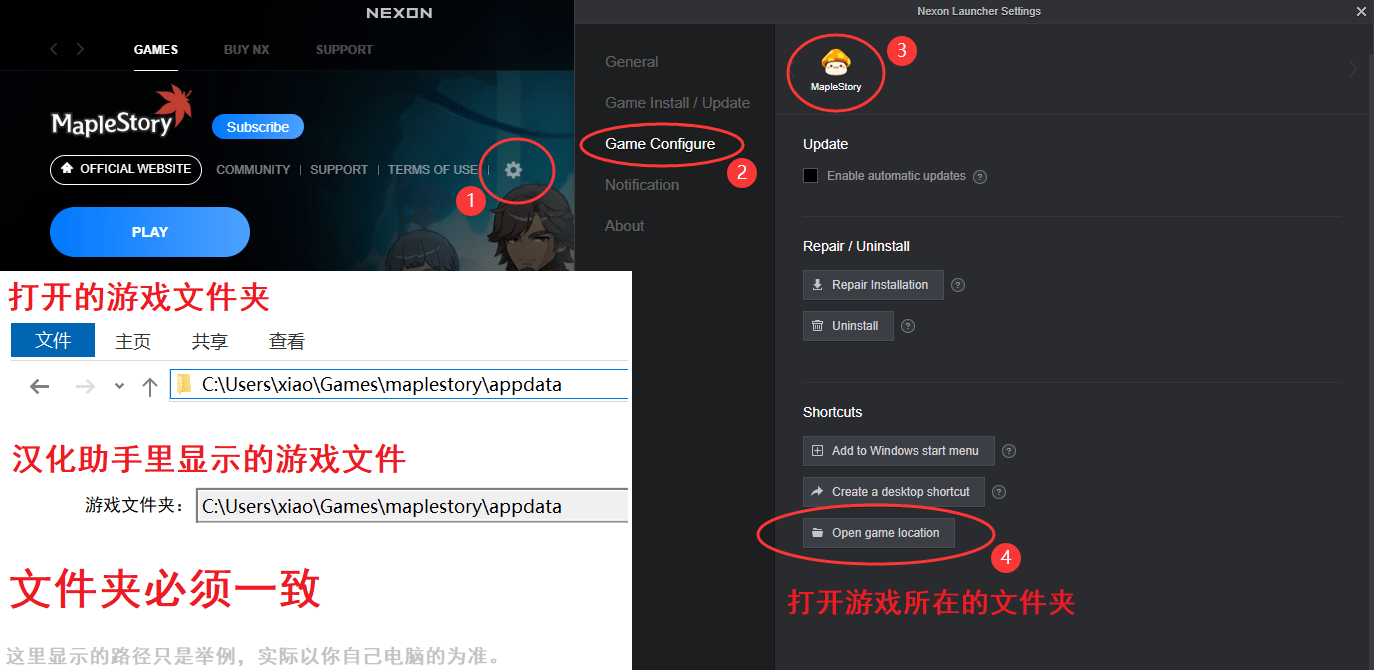 NEXON
GAMES BUY NX SUPPORT
MapleStory Subscribe
OFFICIAL WEBSITE COMMUNITY | SUPPORT | TERMS OF USE |
1
PLAY
打开的游戏文件夹
文件 主页 共享 查看
C:\Users\xiao\Games\maplestory\appdata
汉化助手里显示的游戏文件
游戏文件夹: C:\Users\xiao\Games\maplestory\appdata
文件夹必须一致
这里显示的路径只是举例，实际以你自己电脑的为准。
Nexon Launcher Settings
General
Game Install / Update
Game Configure
2
Notification
About
MapleStory
3
Update
Enable automatic updates ?
Repair / Uninstall
Repair Installation ?
Uninstall ?
Shortcuts
Add to Windows start menu ?
Create a desktop shortcut ?
Open game location
4
打开游戏所在的文件夹